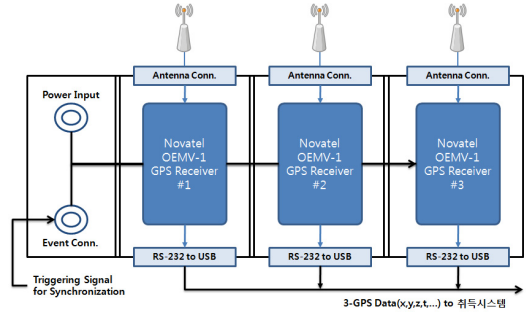 Antenna Conn.
Antenna Conn.
Antenna Conn.
Power Input
Novatel
OEMV-1
GPS Receiver
#1
Novatel
OEMV-1
GPS Receiver
#2
Novatel
OEMV-1
GPS Receiver
#3
Event Conn.
RS-232 to USB
RS-232 to USB
RS-232 to USB
Triggering Signal
for Synchronization
3-GPS Data(x,y,z,t,...) to 취득시스템